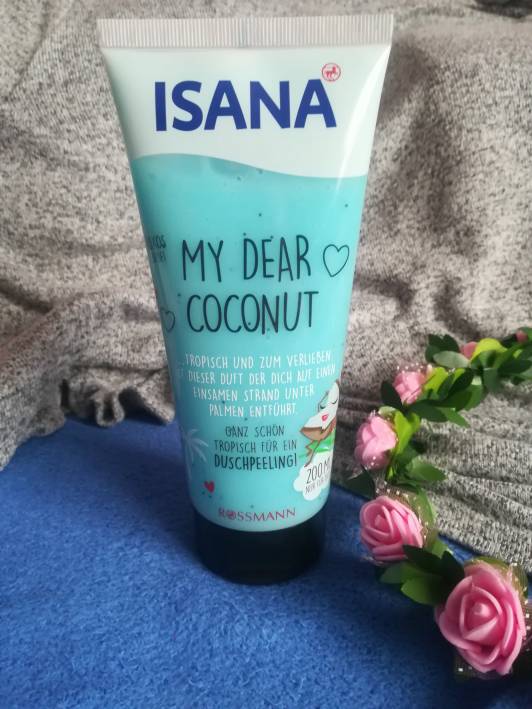 ISANA
MY DEAR
COCONUT
TROPISCH UND ZUM VERLIEBEN
DIESER DUFT DER DICH AUF EINEN
EINSAMEN STRAND UNTER
PALMEN ENTFÜHRT.
GANZ SCHÖN
TROPISCH FÜR EIN
DUSCHPEELING!
200 M
ROSSMANN